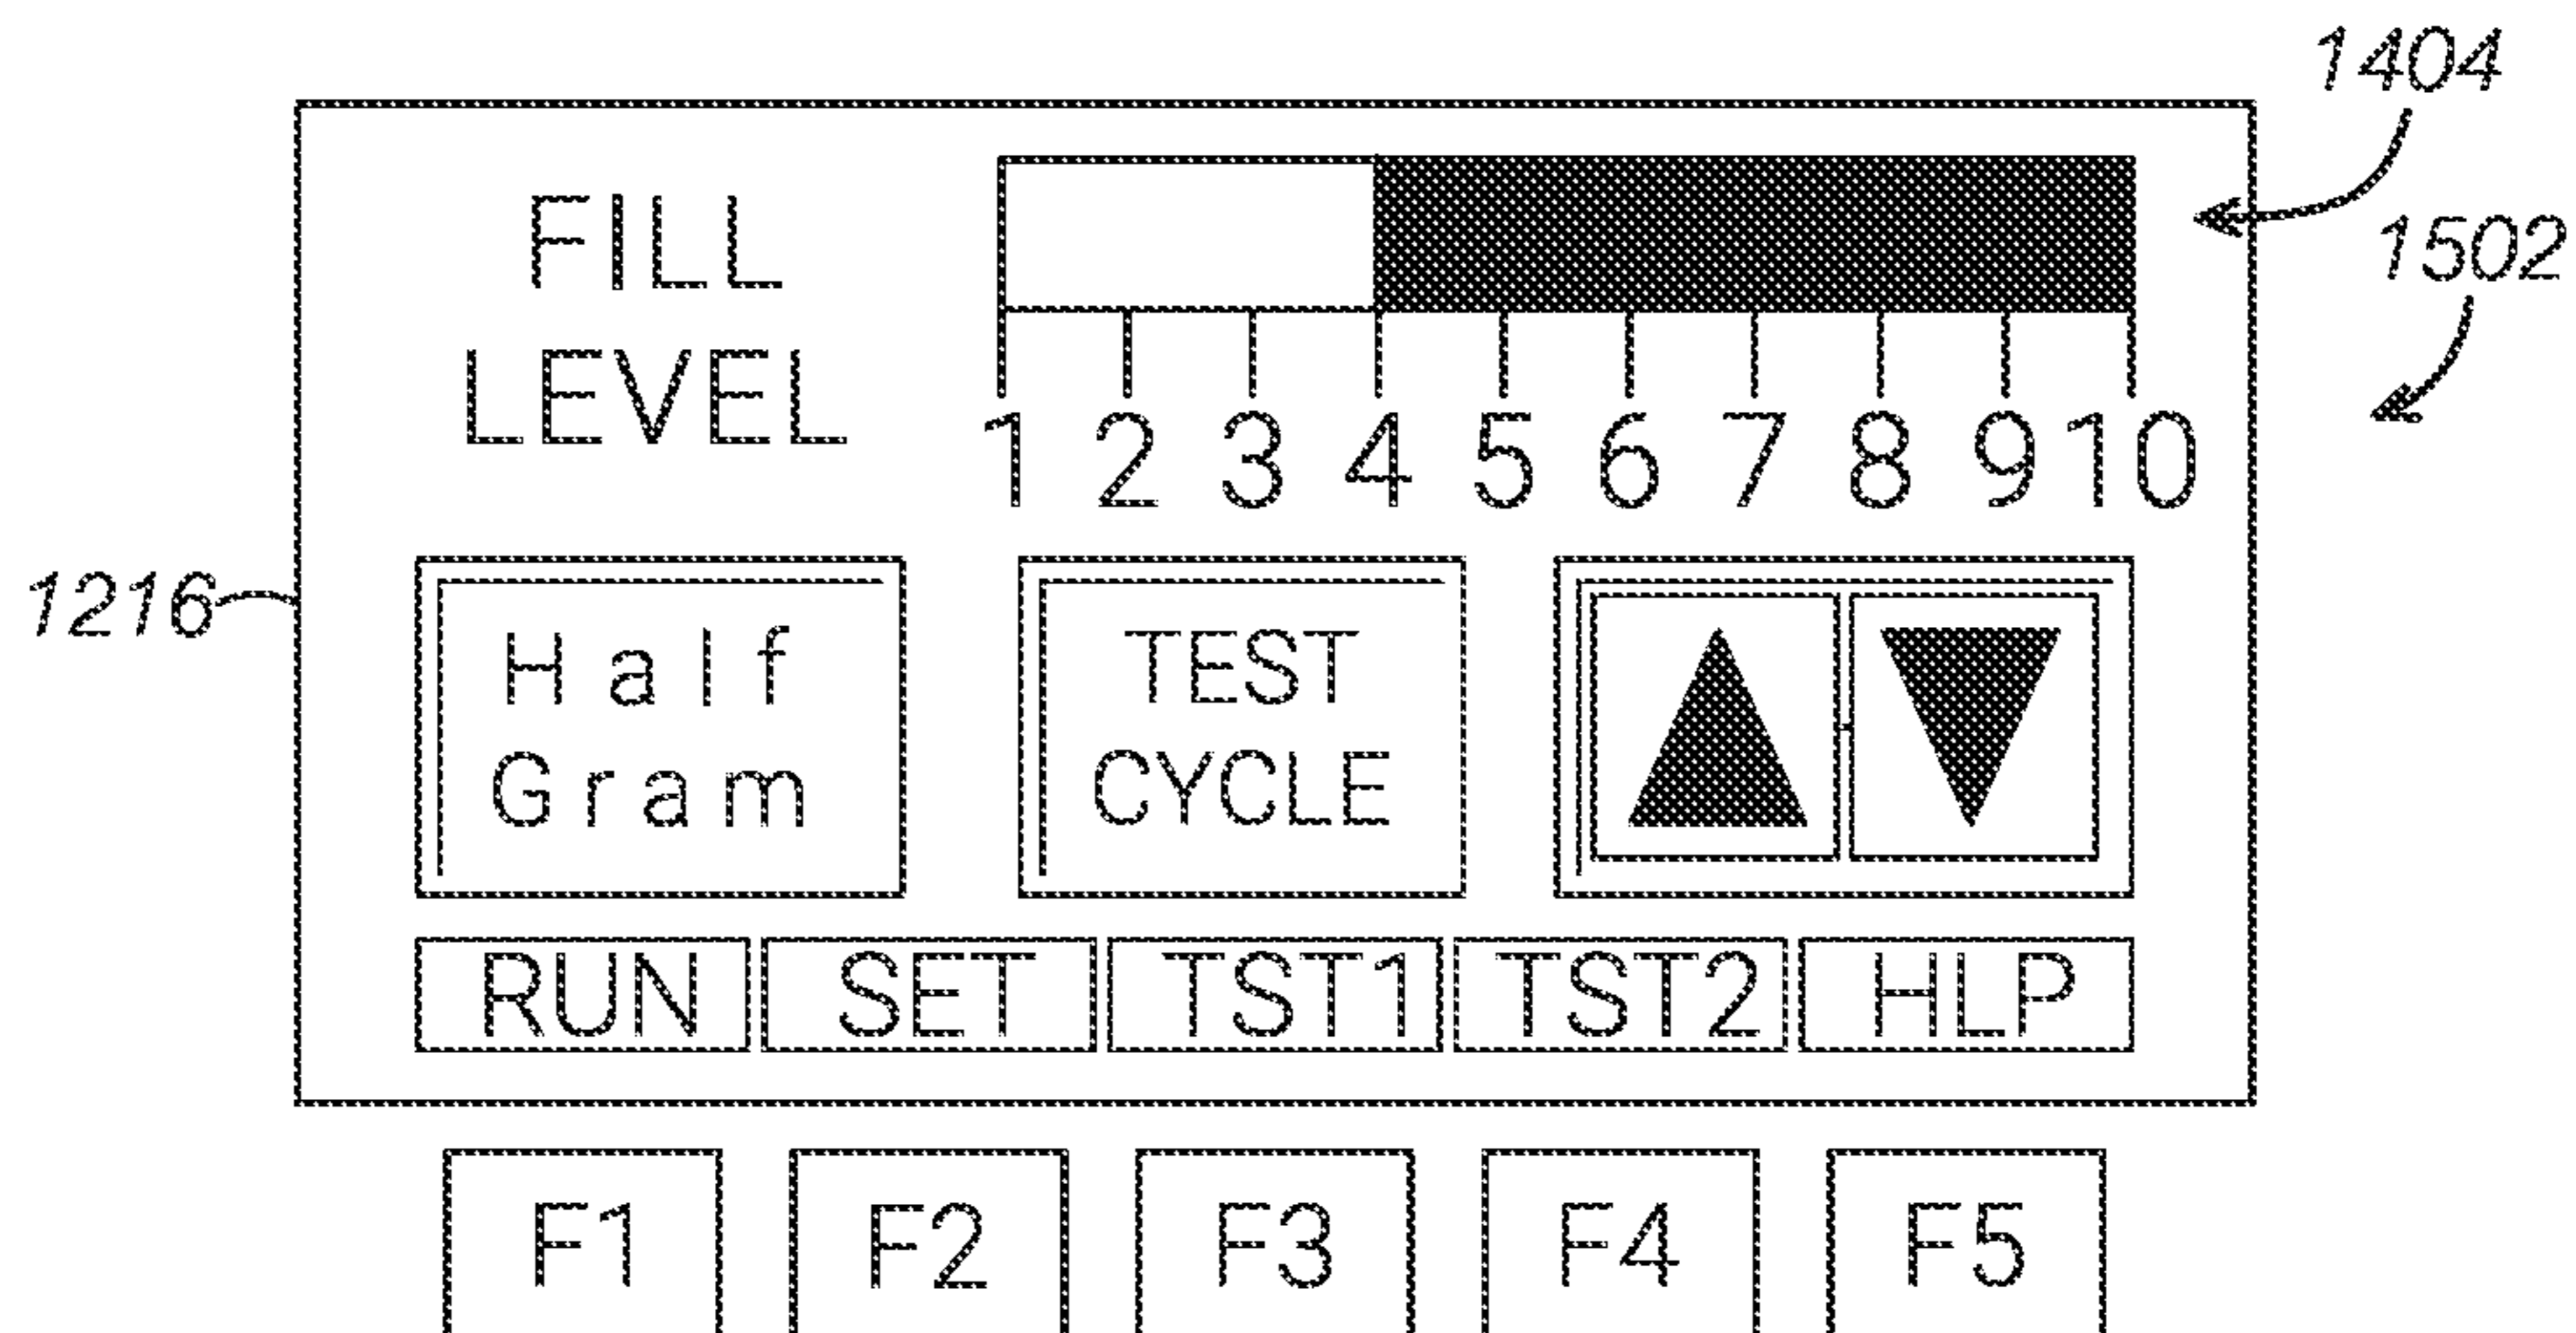 1404
1502
FILL
LEVEL
1 2 3 4 5 6 7 8 9 10
1216
Half
Gram
TEST
CYCLE
RUN SET TST1 TST2 HLP
F1 F2 F3 F4 F5